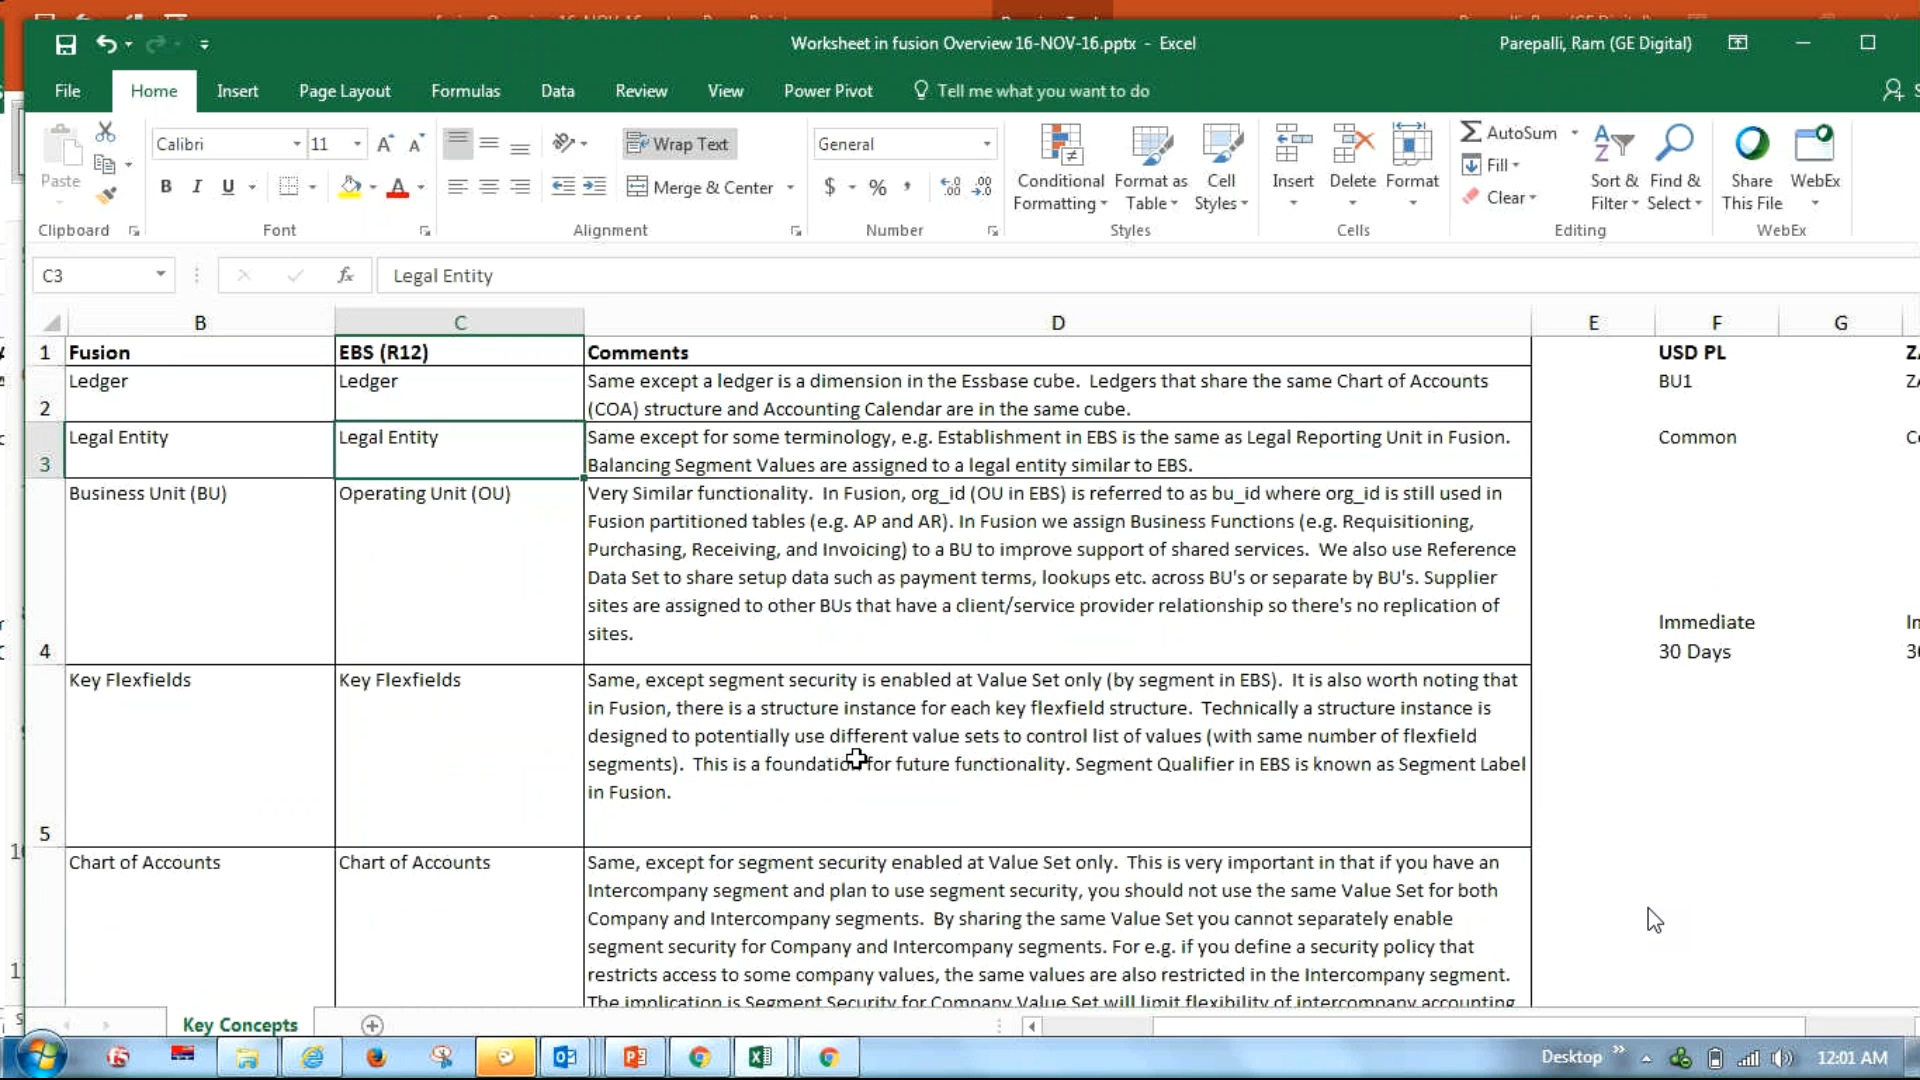 Worksheet in fusion Overview 16-NOV-16.pptx - Excel
Parepalli, Ram (GE Digital)
File Home Insert Page Layout Formulas Data Review View Power Pivot Tell me what you want to do
Paste
Calibri 11
Wrap Text
General
Conditional Formatting
Format as Table
Cell Styles
Insert
Delete
Format
AutoSum
Fill
Clear
Sort & Filter
Find & Select
Share This File
WebEx
B I U
Merge & Center
$ % ,
Clipboard Font Alignment Number Styles Cells Editing WebEx
C3 fx Legal Entity
B C D E F G
1 Fusion EBS (R12) Comments USD PL
2 Ledger Ledger Same except a ledger is a dimension in the Essbase cube. Ledgers that share the same Chart of Accounts BU1
(COA) structure and Accounting Calendar are in the same cube.
3 Legal Entity Legal Entity Same except for some terminology, e.g. Establishment in EBS is the same as Legal Reporting Unit in Fusion. Common
Balancing Segment Values are assigned to a legal entity similar to EBS.
4 Business Unit (BU) Operating Unit (OU) Very Similar functionality. In Fusion, org_id (OU in EBS) is referred to as bu_id where org_id is still used in
Fusion partitioned tables (e.g. AP and AR). In Fusion we assign Business Functions (e.g. Requisitioning,
Purchasing, Receiving, and Invoicing) to a BU to improve support of shared services. We also use Reference
Data Set to share setup data such as payment terms, lookups etc. across BU's or separate by BU's. Supplier
sites are assigned to other BUs that have a client/service provider relationship so there's no replication of Immediate
sites. 30 Days
5 Key Flexfields Key Flexfields Same, except segment security is enabled at Value Set only (by segment in EBS). It is also worth noting that
in Fusion, there is a structure instance for each key flexfield structure. Technically a structure instance is
designed to potentially use different value sets to control list of values (with same number of flexfield
segments). This is a foundation for future functionality. Segment Qualifier in EBS is known as Segment Label
in Fusion.
Chart of Accounts Chart of Accounts Same, except for segment security enabled at Value Set only. This is very important in that if you have an
Intercompany segment and plan to use segment security, you should not use the same Value Set for both
Company and Intercompany segments. By sharing the same Value Set you cannot separately enable
segment security for Company and Intercompany segments. For e.g. if you define a security policy that
restricts access to some company values, the same values are also restricted in the Intercompany segment.
The implication is Segment Security for Company Value Set will limit flexibility of intercompany accounting
Key Concepts
Desktop 12:01 AM